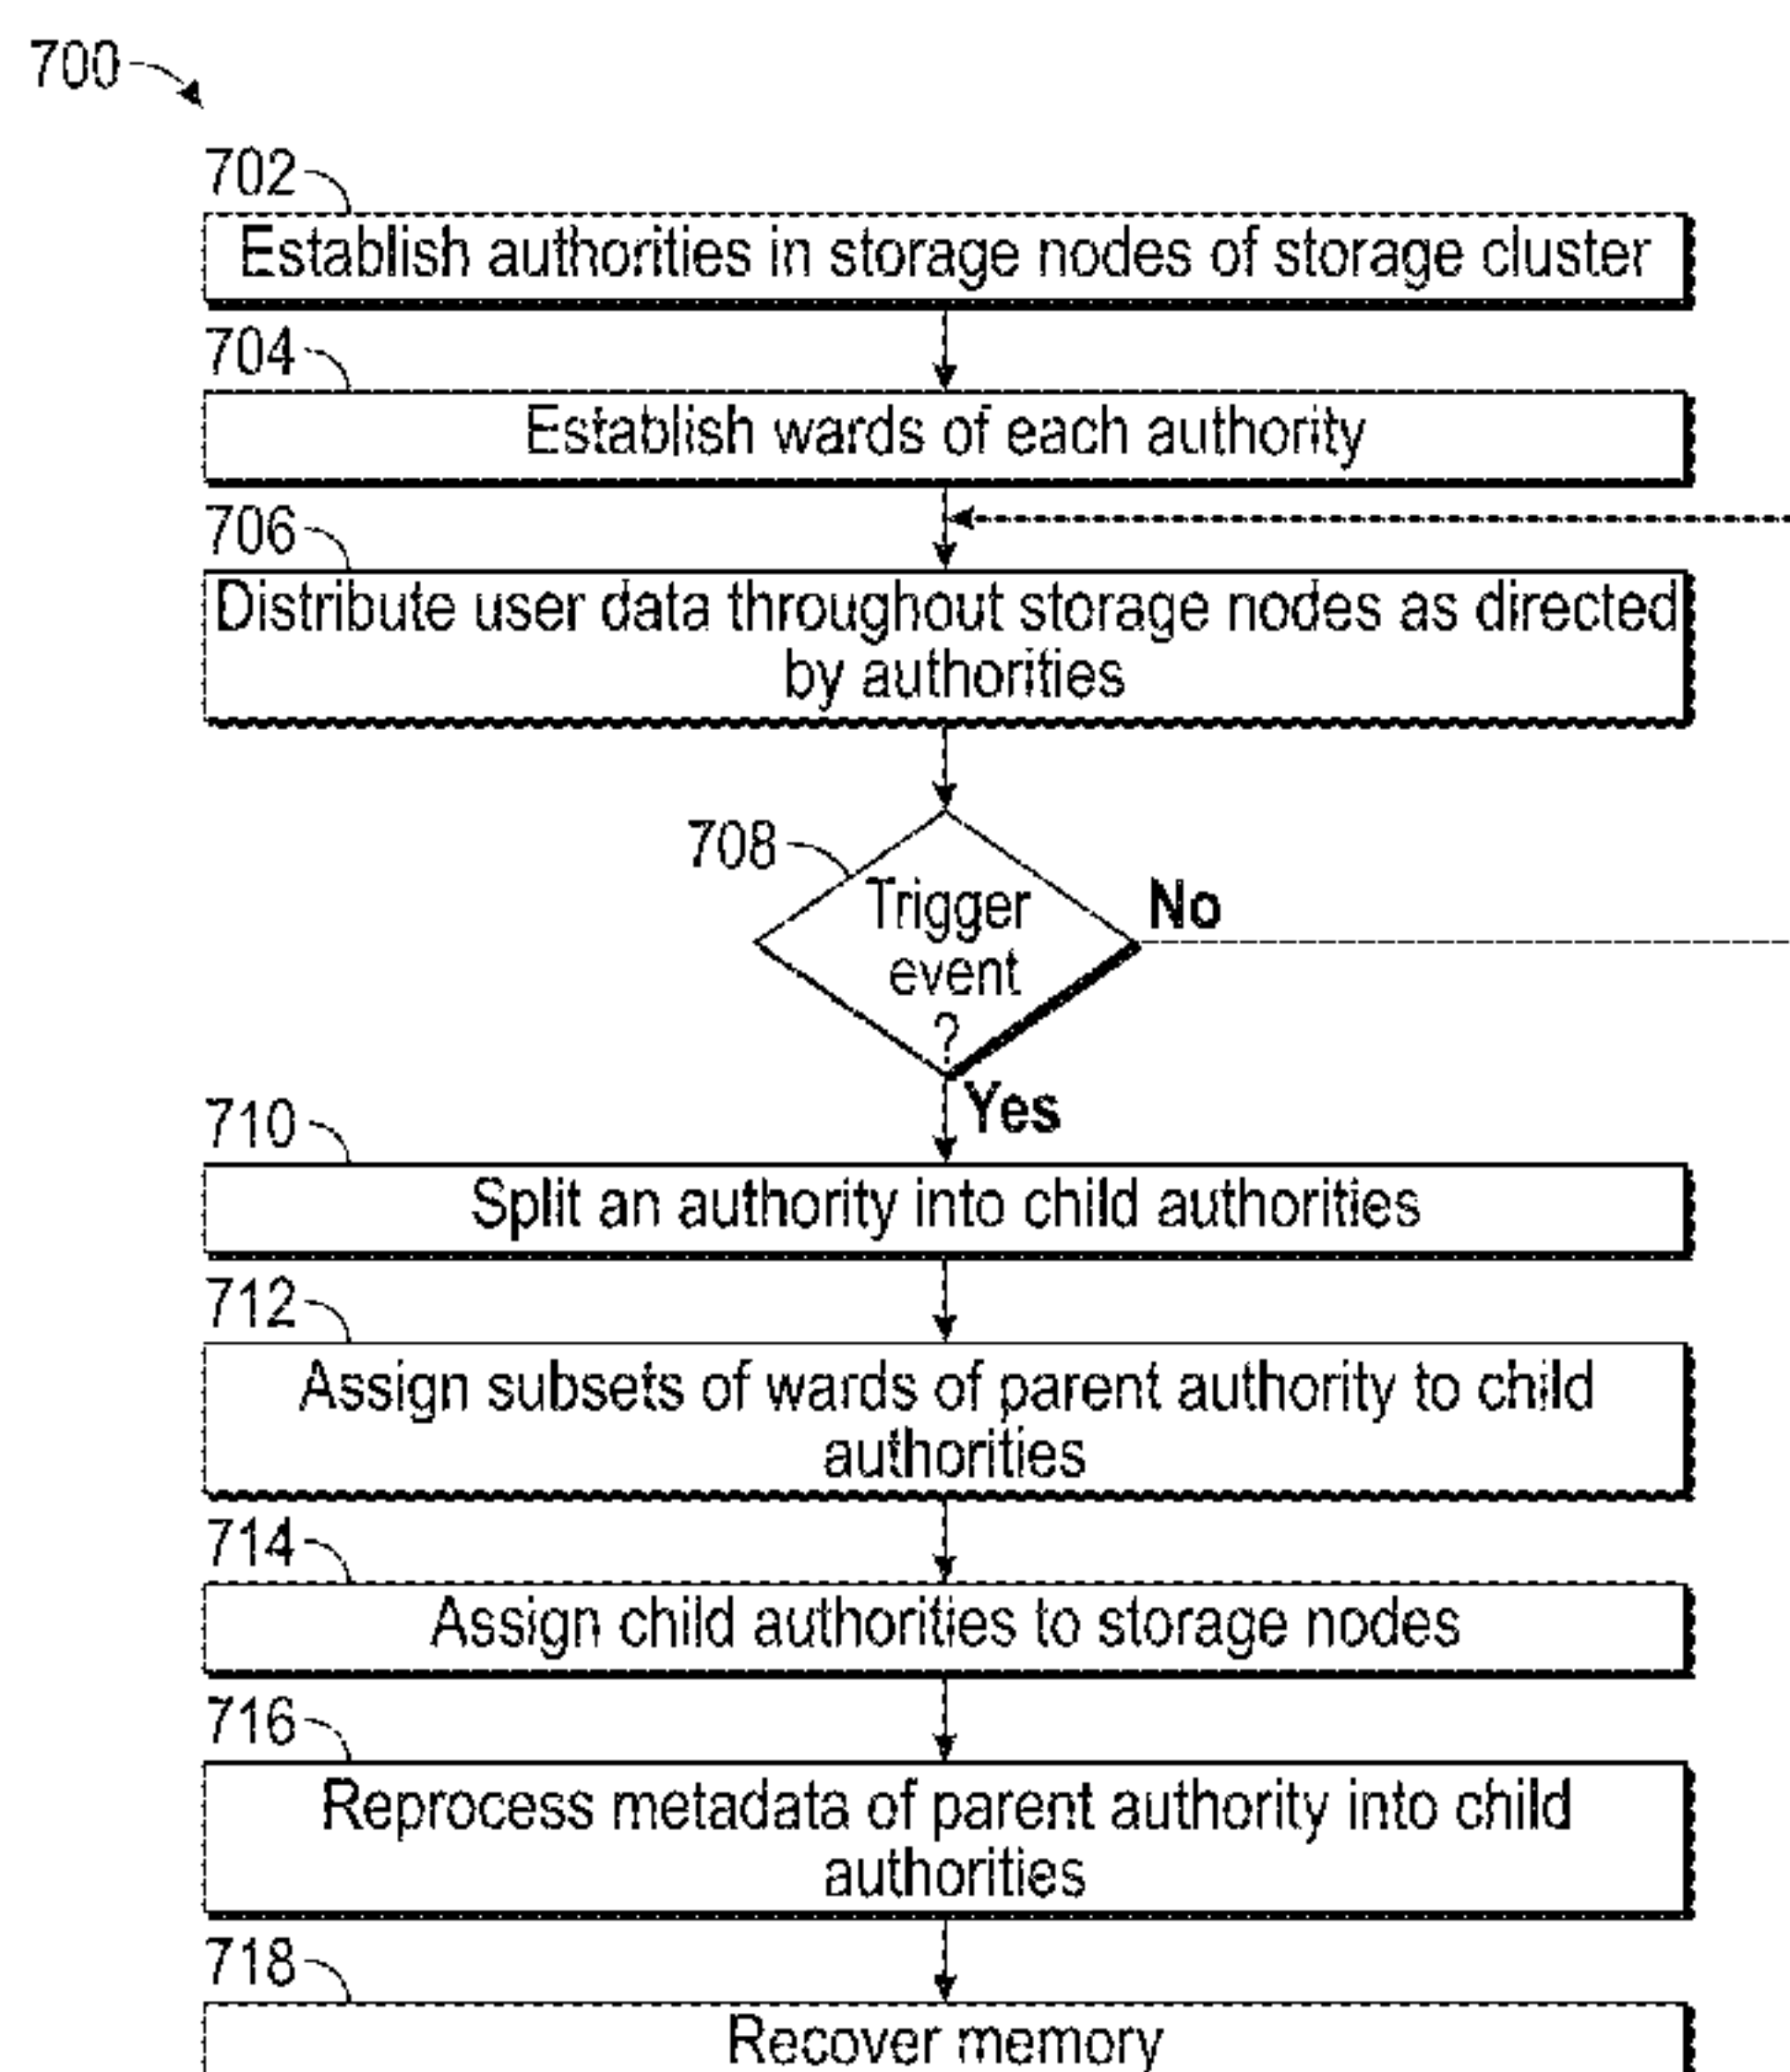 700
702
Establish authorities in storage nodes of storage cluster
704
Establish wards of each authority
706
Distribute user data throughout storage nodes as directed
by authorities
708
Trigger
event
?
No
Yes
710
Split an authority into child authorities
712
Assign subsets of wards of parent authority to child
authorities
714
Assign child authorities to storage nodes
716
Reprocess metadata of parent authority into child
authorities
718
Recover memory